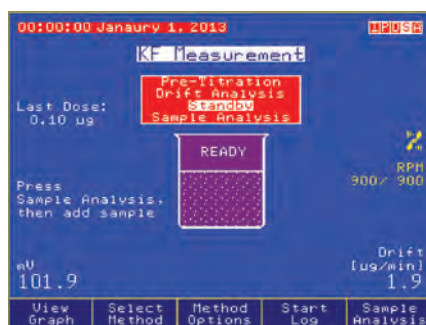 00:00:00 Janaury 1, 2013
KF Measurement
Pre-Titration
Drift Analysis
Standby
Sample Analysis
Last Dose:
0.10 µg
READY
RPM
900/ 900
Press
Sample Analysis,
then add sample
mV
101.9
Drift
[µg/min]
1.9
View Graph
Select Method
Method Options
Start Log
Sample Analysis